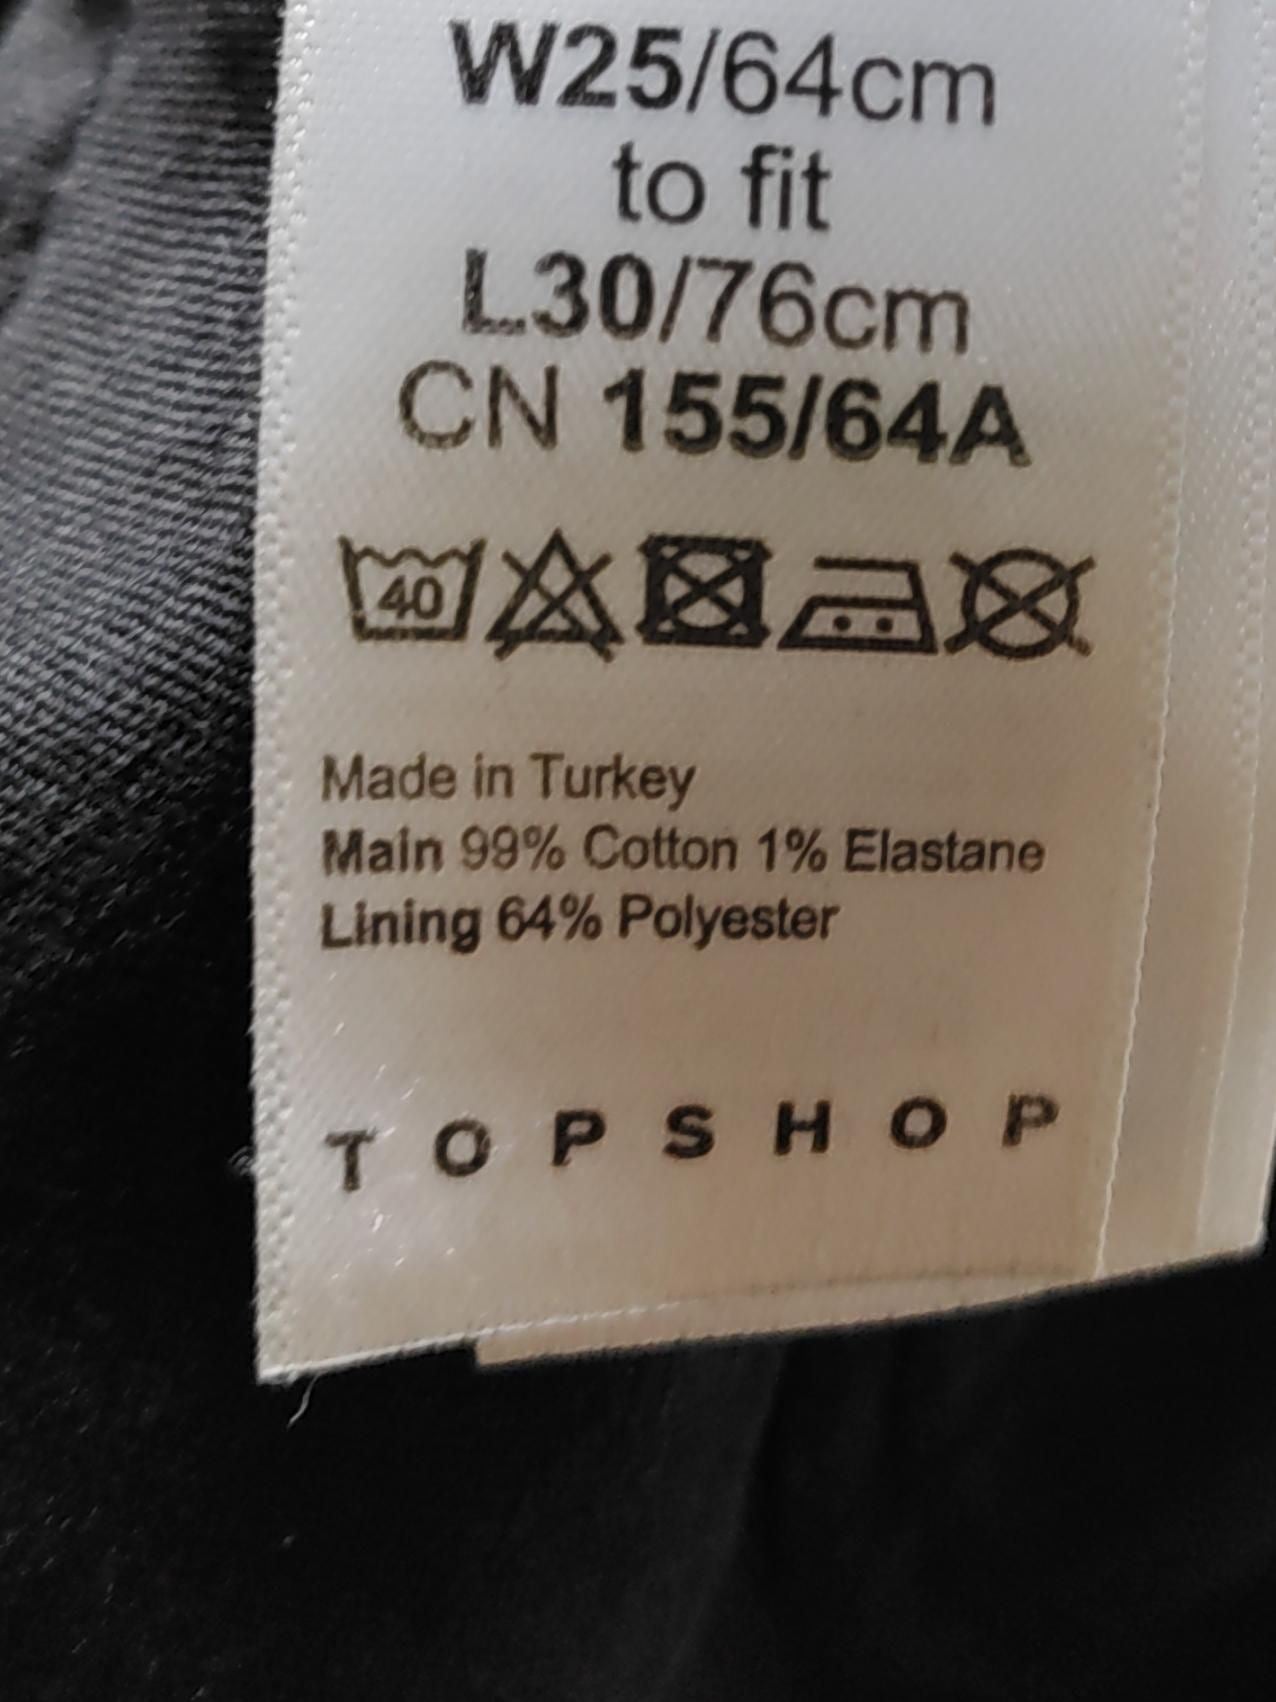 W25/64cm
to fit
L30/76cm
CN 155/64A
40
Made in Turkey
Main 99% Cotton 1% Elastane
Lining 64% Polyester
TOPSHOP